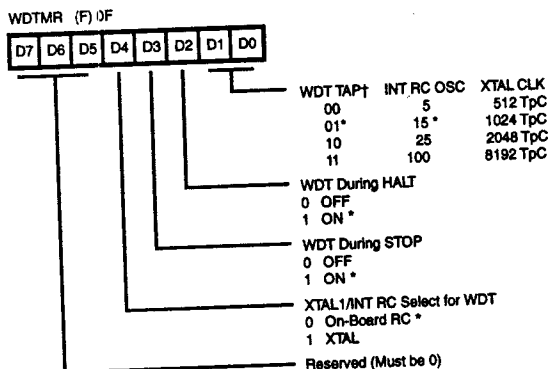 WDTMR (F) 0F
D7 D6 D5 D4 D3 D2 D1 D0
WDT TAP† INT RC OSC XTAL CLK
00 5 512 TpC
01* 15 * 1024 TpC
10 25 2048 TpC
11 100 8192 TpC
WDT During HALT
0 OFF
1 ON *
WDT During STOP
0 OFF
1 ON *
XTAL1/INT RC Select for WDT
0 On-Board RC *
1 XTAL
Reserved (Must be 0)